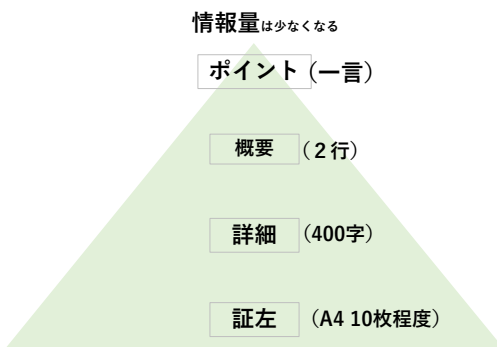 情報量は少なくなる
ポイント（一言）
概要（２行）
詳細（400字）
証左（A4 10枚程度）